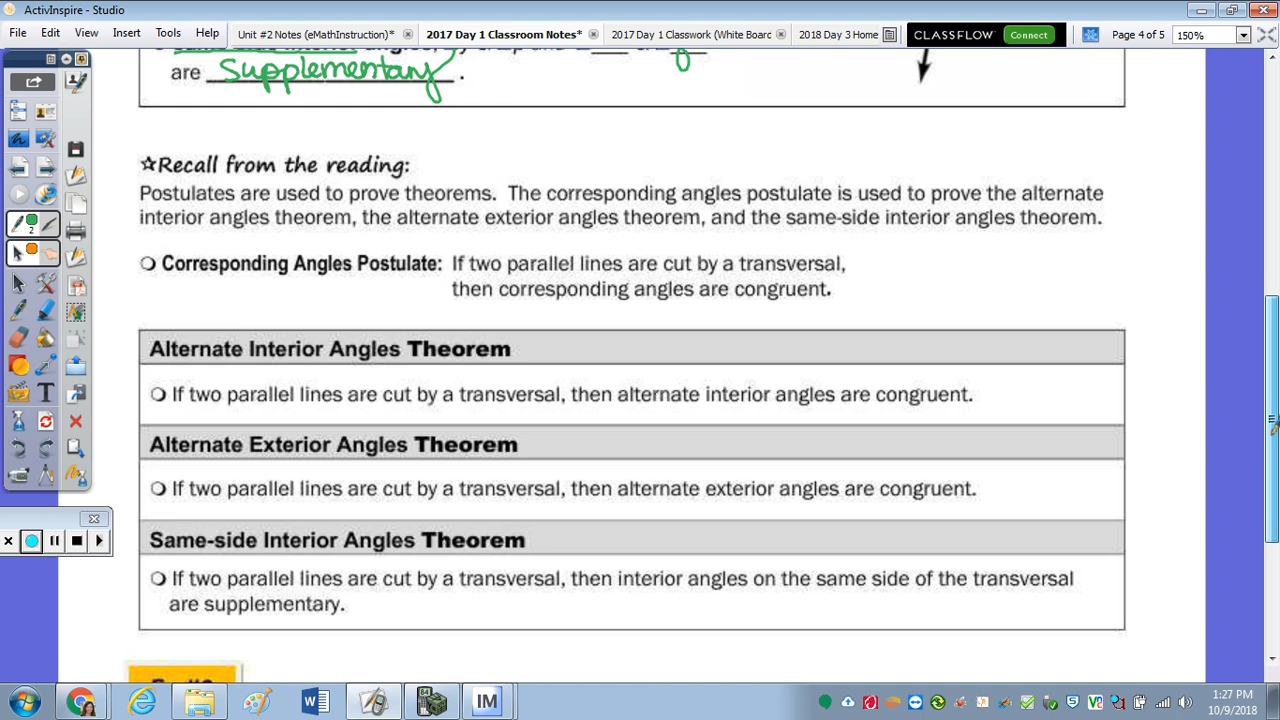 ActivInspire - Studio
File Edit View Insert Tools Help
Unit #2 Notes (eMathInstruction)* 2017 Day 1 Classroom Notes* 2017 Day 1 Classwork (White Board 2013 Day 3 Home CLASSFLOW Connect Page 4 of 5 150%
are supplementary .
☆Recall from the reading:
Postulates are used to prove theorems. The corresponding angles postulate is used to prove the alternate
interior angles theorem, the alternate exterior angles theorem, and the same-side interior angles theorem.
Corresponding Angles Postulate: If two parallel lines are cut by a transversal,
then corresponding angles are congruent.
Alternate Interior Angles Theorem
If two parallel lines are cut by a transversal, then alternate interior angles are congruent.
Alternate Exterior Angles Theorem
If two parallel lines are cut by a transversal, then alternate exterior angles are congruent.
Same-side Interior Angles Theorem
If two parallel lines are cut by a transversal, then interior angles on the same side of the transversal
are supplementary.
IM
1:27 PM
10/9/2018